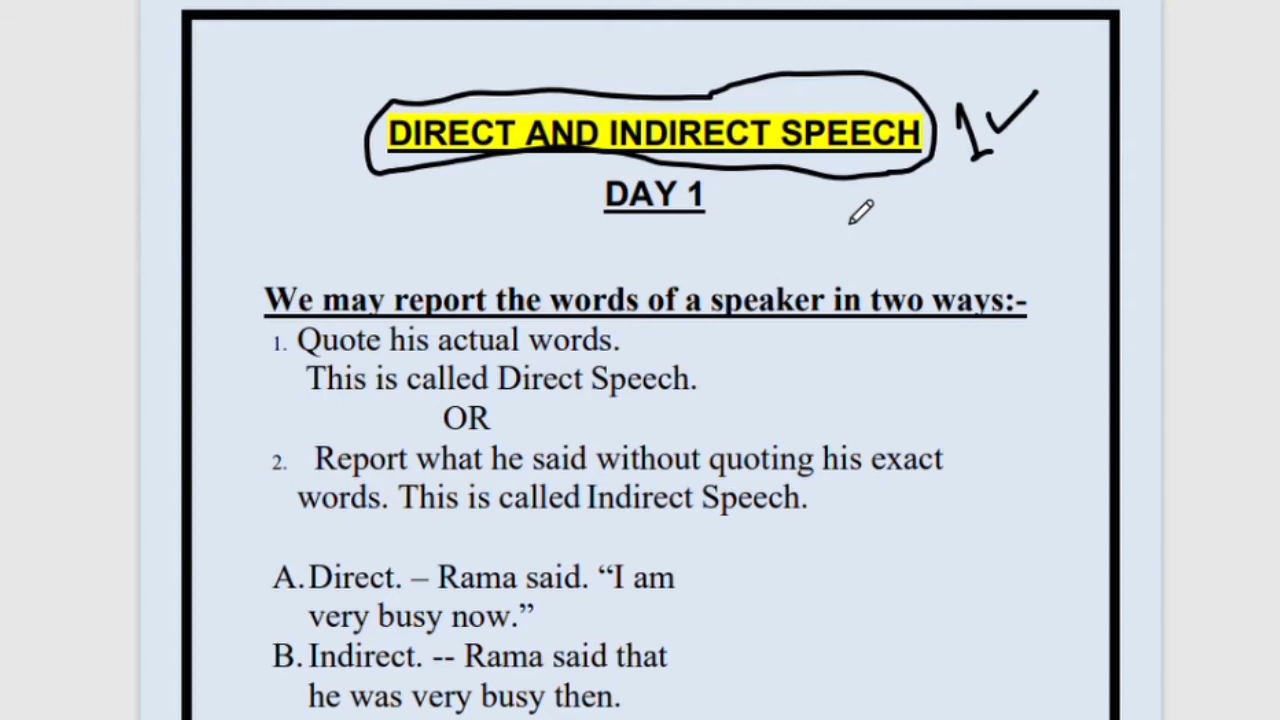 DIRECT AND INDIRECT SPEECH 1
DAY 1
We may report the words of a speaker in two ways:-
1. Quote his actual words.
This is called Direct Speech.
OR
2. Report what he said without quoting his exact
words. This is called Indirect Speech.
A. Direct. – Rama said. “I am
very busy now.”
B. Indirect. -- Rama said that
he was very busy then.